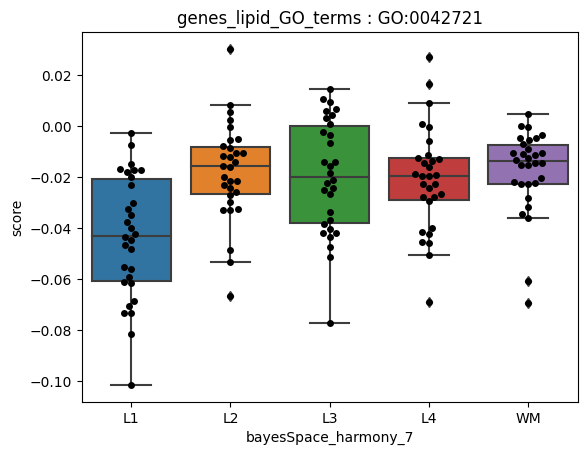 genes_lipid_GO_terms : GO:0042721
score
0.02
0.00
−0.02
−0.04
−0.06
−0.08
−0.10
L1 L2 L3 L4 WM
bayesSpace_harmony_7